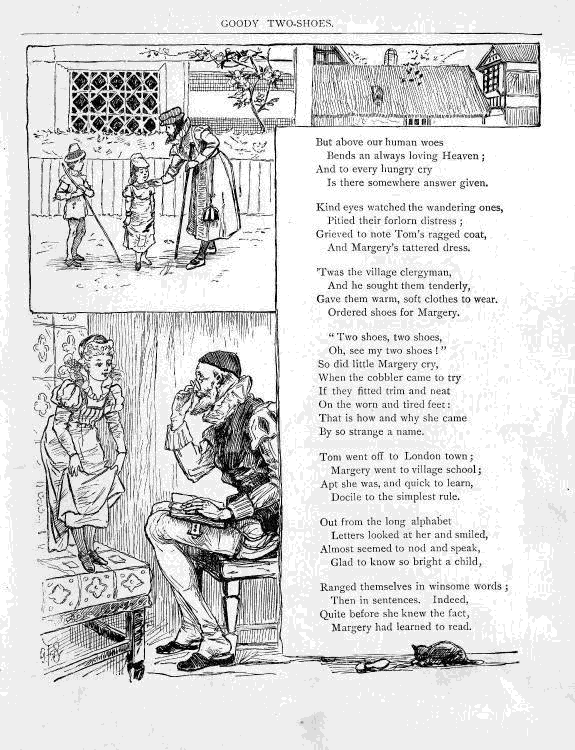 GOODY TWO-SHOES.
But above our human woes
Bends an always loving Heaven;
And to every hungry cry
Is there somewhere answer given.
Kind eyes watched the wandering ones,
Pitied their forlorn distress;
Grieved to note Tom's ragged coat,
And Margery's tattered dress.
'Twas the village clergyman,
And he sought them tenderly,
Gave them warm, soft clothes to wear.
Ordered shoes for Margery.
"Two shoes, two shoes,
Oh, see my two shoes!"
So did little Margery cry,
When the cobbler came to try
If they fitted trim and neat
On the worn and tired feet:
That is how and why she came
By so strange a name.
Tom went off to London town;
Margery went to village school;
Apt she was, and quick to learn,
Docile to the simplest rule.
Out from the long alphabet
Letters looked at her and smiled,
Almost seemed to nod and speak,
Glad to know so bright a child,
Ranged themselves in winsome words;
Then in sentences. Indeed,
Quite before she knew the fact,
Margery had learned to read.